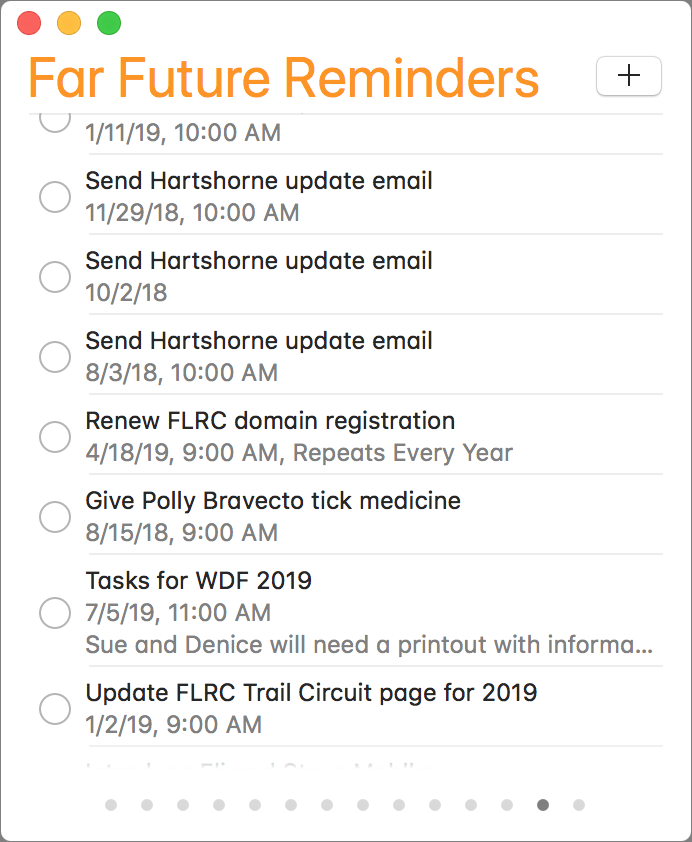 Far Future Reminders
1/11/19, 10:00 AM
Send Hartshorne update email
11/29/18, 10:00 AM
Send Hartshorne update email
10/2/18
Send Hartshorne update email
8/3/18, 10:00 AM
Renew FLRC domain registration
4/18/19, 9:00 AM, Repeats Every Year
Give Polly Bravecto tick medicine
8/15/18, 9:00 AM
Tasks for WDF 2019
7/5/19, 11:00 AM
Sue and Denice will need a printout with informa...
Update FLRC Trail Circuit page for 2019
1/2/19, 9:00 AM